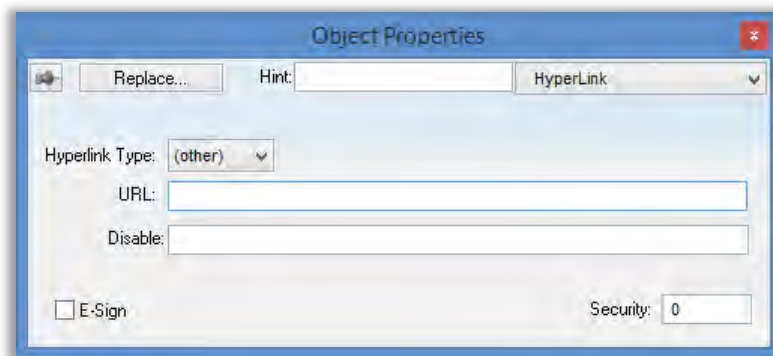 Object Properties
Replace... Hint: HyperLink
Hyperlink Type: (other)
URL:
Disable:
E-Sign Security: 0